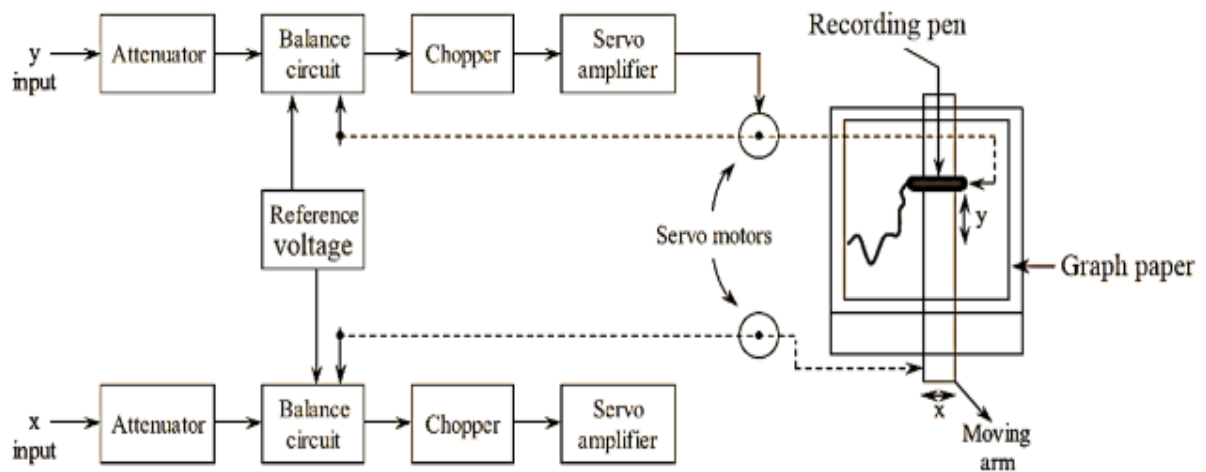 y
input
Attenuator
Balance
circuit
Chopper
Servo
amplifier
Recording pen
Reference
voltage
Servo motors
y
Graph paper
x
input
Attenuator
Balance
circuit
Chopper
Servo
amplifier
x
Moving
arm